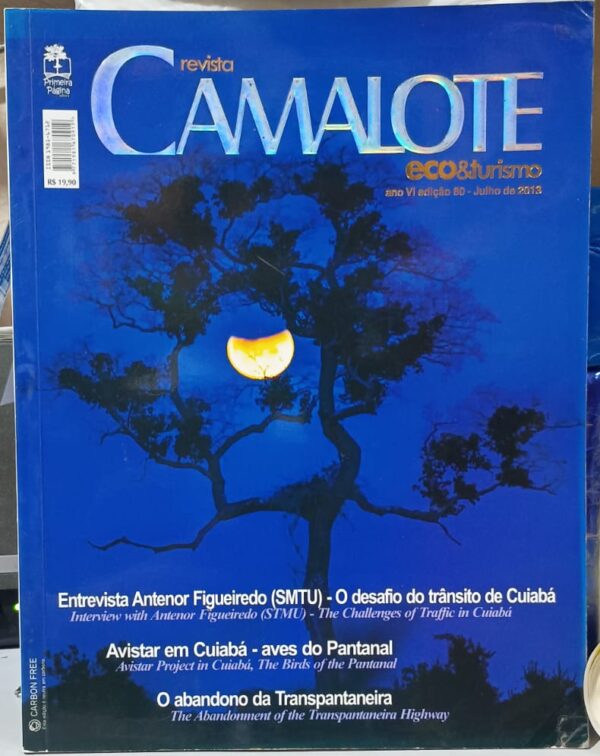 Primeira
Página
revista
CAMALOTE
eco&turismo
ano VI edição 60 - Julho de 2013
R$ 19,90
Entrevista Antenor Figueiredo (SMTU) - O desafio do trânsito de Cuiabá
Interview with Antenor Figueiredo (STMU) - The Challenges of Traffic in Cuiabá
Avistar em Cuiabá - aves do Pantanal
Avistar Project in Cuiabá, The Birds of the Pantanal
O abandono da Transpantaneira
The Abandonment of the Transpantaneira Highway
CARBON FREE